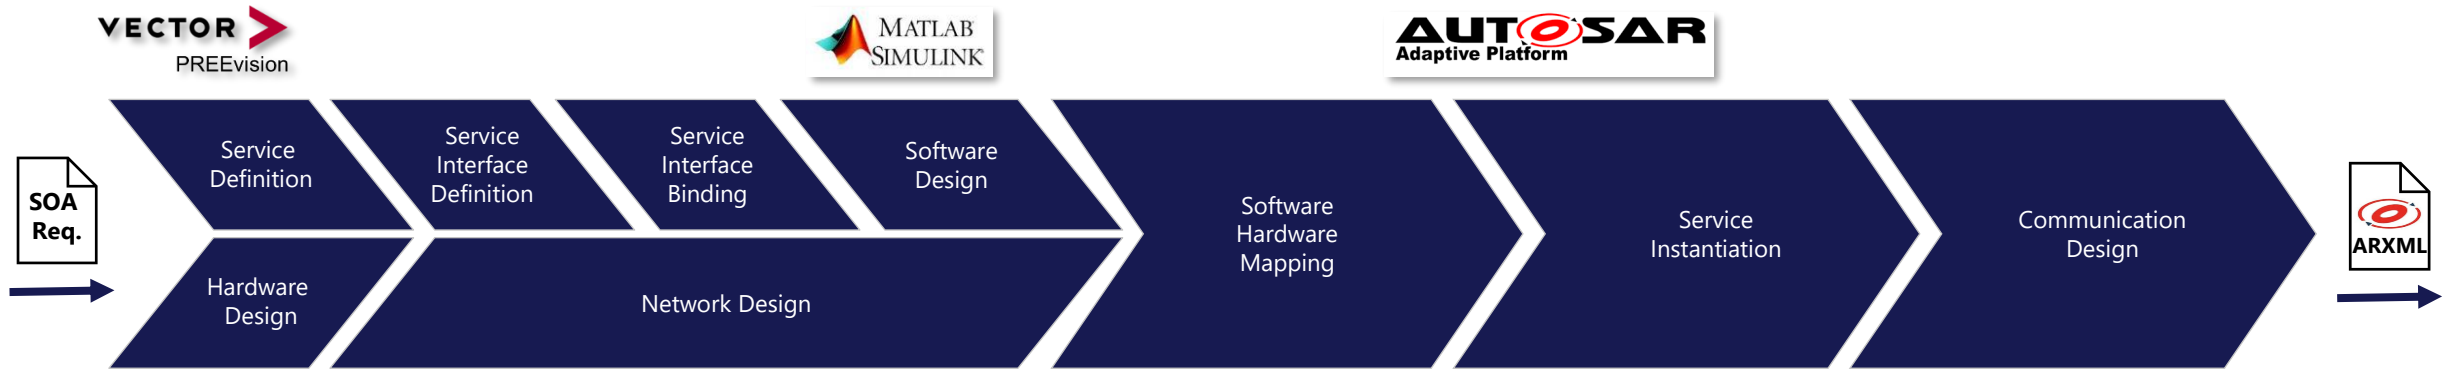 VECTOR
PREEvision
MATLAB
SIMULINK
AUTOSAR
Adaptive Platform
SOA
Req.
Service
Definition
Service
Interface
Definition
Service
Interface
Binding
Software
Design
Hardware
Design
Network Design
Software
Hardware
Mapping
Service
Instantiation
Communication
Design
ARXML